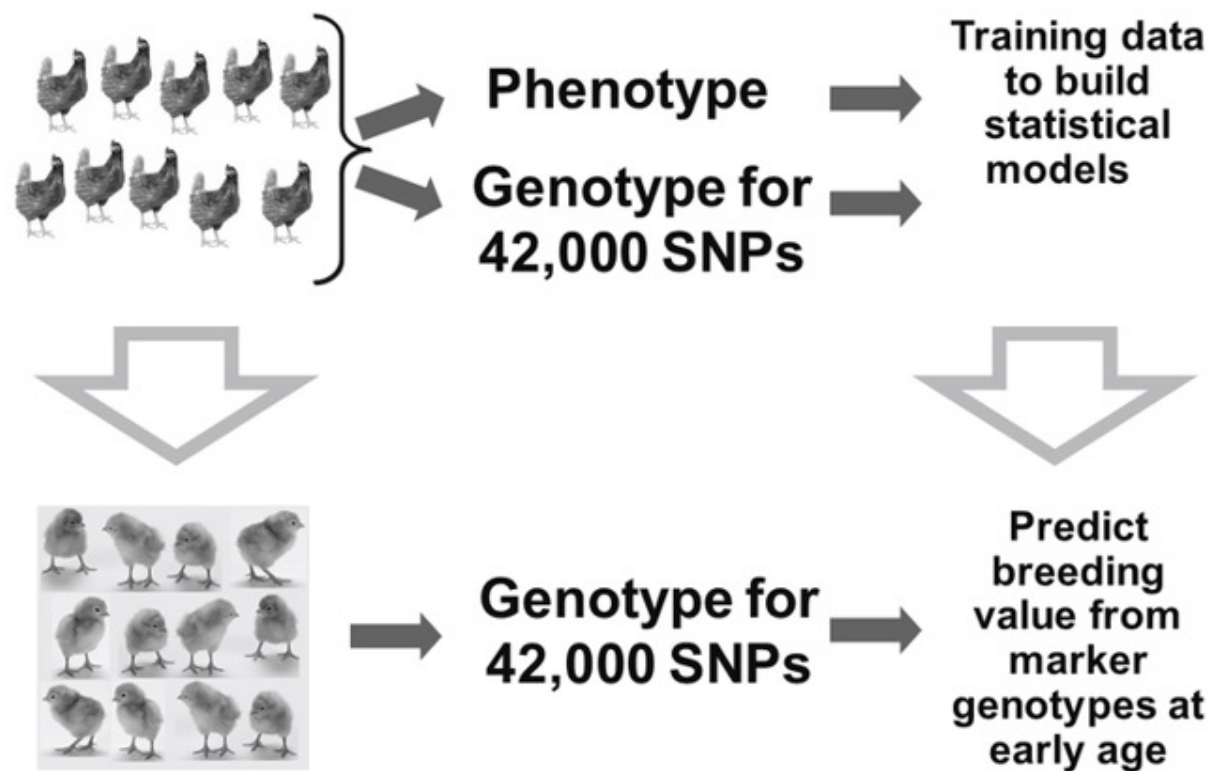 Phenotype
Training data
to build
statistical
models
Genotype for
42,000 SNPs
Genotype for
42,000 SNPs
Predict
breeding
value from
marker
genotypes at
early age